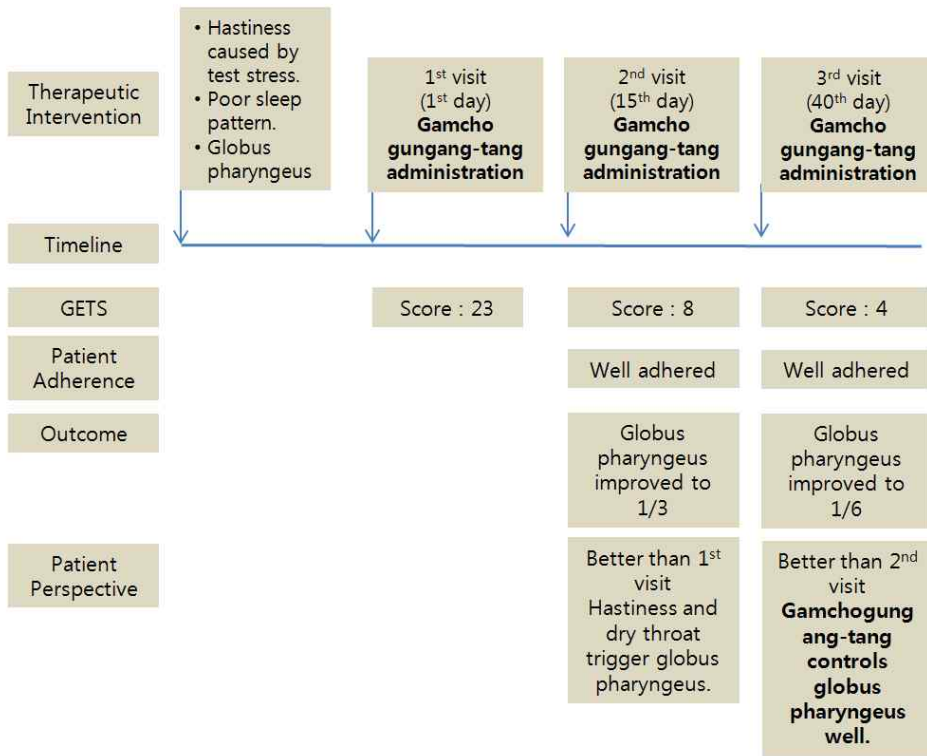 Therapeutic
Intervention
• Hastiness
caused by
test stress.
• Poor sleep
pattern.
• Globus
pharyngeus
1st visit
(1st day)
Gamcho
gungang-tang
administration
2nd visit
(15th day)
Gamcho
gungang-tang
administration
3rd visit
(40th day)
Gamcho
gungang-tang
administration
Timeline
GETS
Score : 23
Score : 8
Score : 4
Patient
Adherence
Well adhered
Well adhered
Outcome
Globus
pharyngeus
improved to
1/3
Globus
pharyngeus
improved to
1/6
Patient
Perspective
Better than 1st
visit
Hastiness and
dry throat
trigger globus
pharyngeus.
Better than 2nd
visit
Gamchogung
ang-tang
controls
globus
pharyngeus
well.